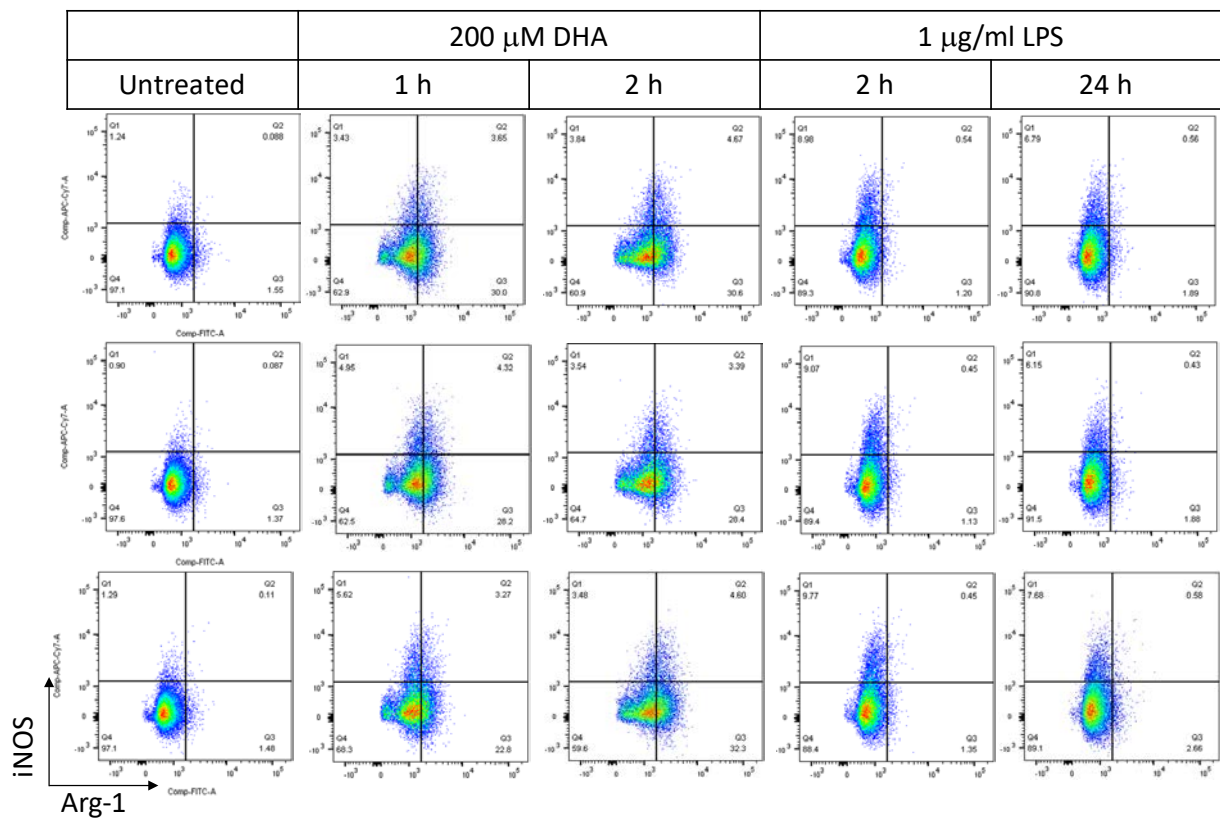 200 μM DHA 1 μg/ml LPS
Untreated 1 h 2 h 2 h 24 h
Q1 Q2 Q1 Q2 Q1 Q2 Q1 Q2 Q1 Q2
1.24 0.088 3.43 3.65 3.84 4.67 8.98 0.54 6.79 0.56
Comp-APC-Cy7-A
Q4 Q3 Q4 Q3 Q4 Q3 Q4 Q3 Q4 Q3
97.1 1.55 62.9 30.0 60.9 30.6 89.3 1.20 90.8 1.89
Comp-FITC-A
Q1 Q2 Q1 Q2 Q1 Q2 Q1 Q2 Q1 Q2
0.90 0.087 4.95 4.32 3.54 3.39 9.07 0.45 6.15 0.43
Comp-APC-Cy7-A
Q4 Q3 Q4 Q3 Q4 Q3 Q4 Q3 Q4 Q3
97.6 1.37 62.5 28.2 64.7 28.4 89.4 1.13 91.5 1.88
Comp-FITC-A
Q1 Q2 Q1 Q2 Q1 Q2 Q1 Q2 Q1 Q2
1.29 0.11 5.62 3.27 3.48 4.60 9.77 0.45 7.68 0.58
Comp-APC-Cy7-A
Q4 Q3 Q4 Q3 Q4 Q3 Q4 Q3 Q4 Q3
97.1 1.48 68.3 22.8 59.6 32.3 88.4 1.35 89.1 2.66
iNOS
Comp-FITC-A
Arg-1